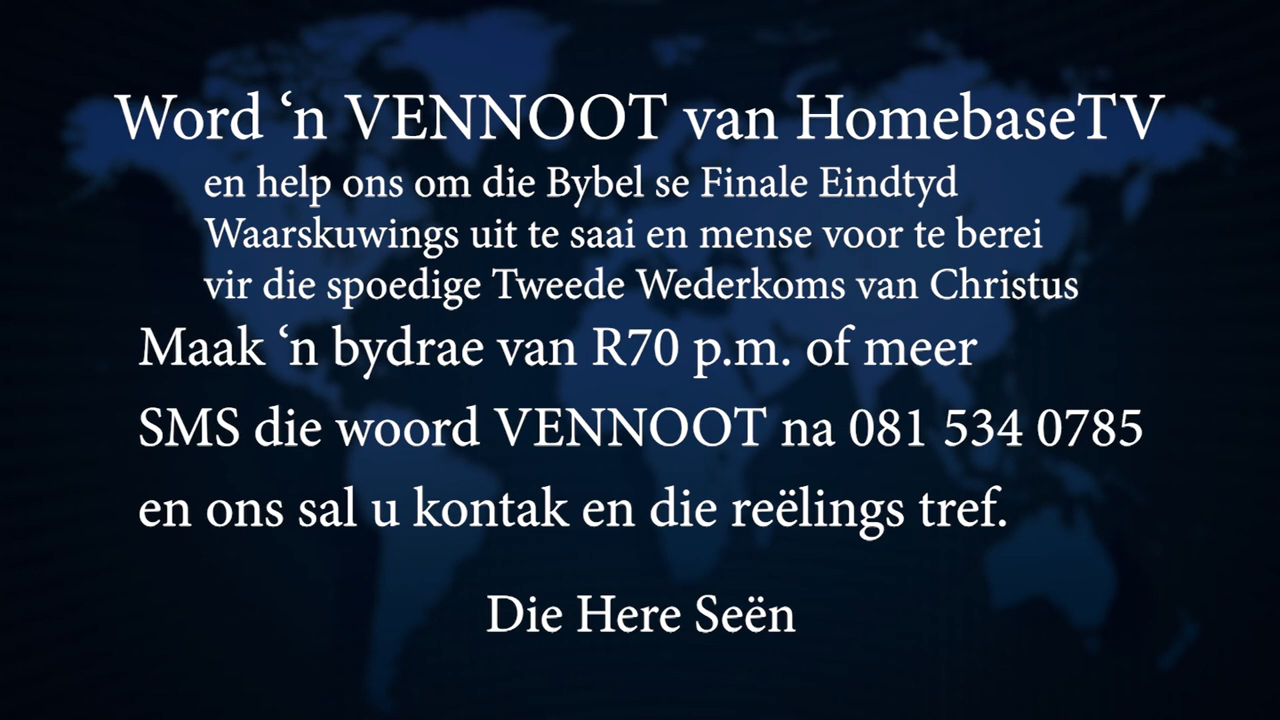 Word ‘n VENNOOT van HomebaseTV
en help ons om die Bybel se Finale Eindtyd
Waarskuwings uit te saai en mense voor te berei
vir die spoedige Tweede Wederkoms van Christus
Maak ‘n bydrae van R70 p.m. of meer
SMS die woord VENNOOT na 081 534 0785
en ons sal u kontak en die reëlings tref.
Die Here Seën